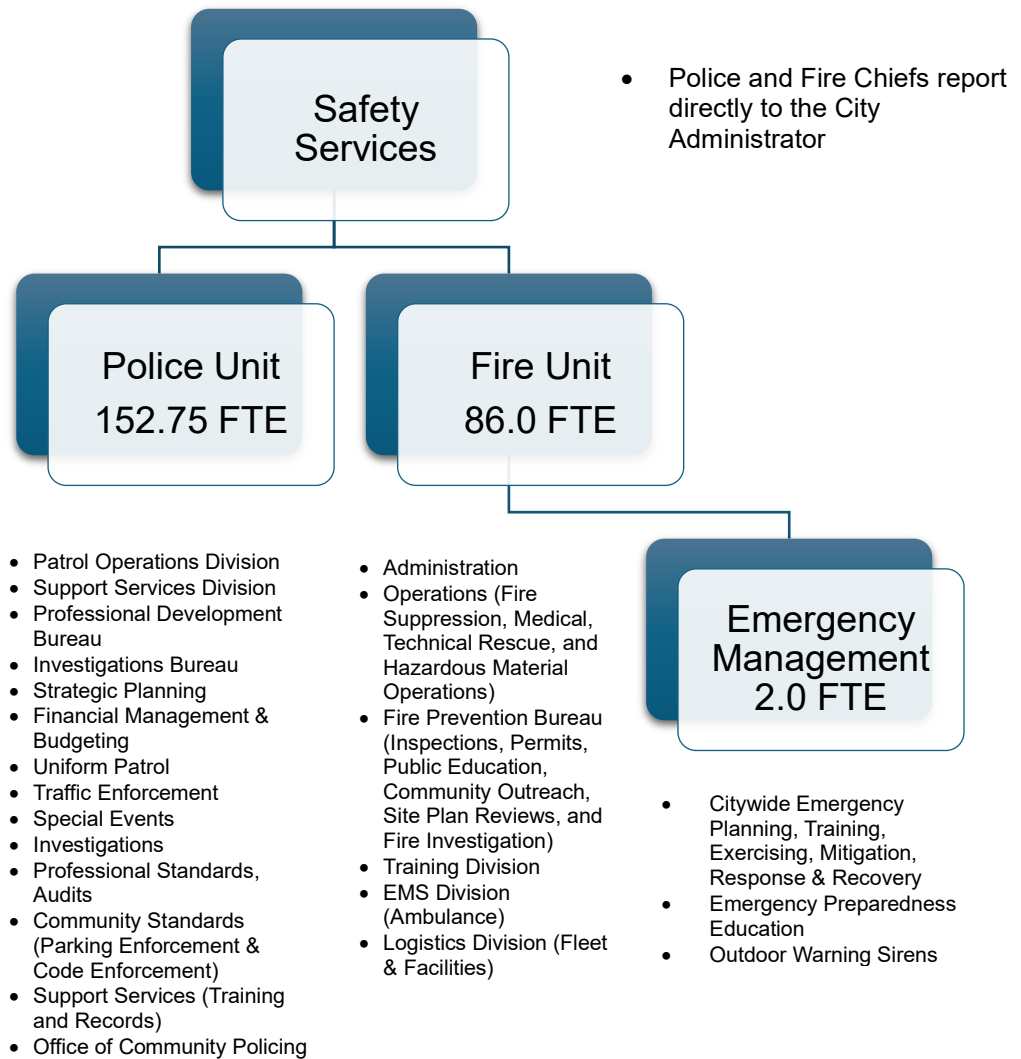 Safety
Services
• Police and Fire Chiefs report
directly to the City
Administrator
Police Unit
152.75 FTE
Fire Unit
86.0 FTE
Emergency
Management
2.0 FTE
• Patrol Operations Division
• Support Services Division
• Professional Development
Bureau
• Investigations Bureau
• Strategic Planning
• Financial Management &
Budgeting
• Uniform Patrol
• Traffic Enforcement
• Special Events
• Investigations
• Professional Standards,
Audits
• Community Standards
(Parking Enforcement &
Code Enforcement)
• Support Services (Training
and Records)
• Office of Community Policing
• Administration
• Operations (Fire
Suppression, Medical,
Technical Rescue, and
Hazardous Material
Operations)
• Fire Prevention Bureau
(Inspections, Permits,
Public Education,
Community Outreach,
Site Plan Reviews, and
Fire Investigation)
• Training Division
• EMS Division
(Ambulance)
• Logistics Division (Fleet
& Facilities)
• Citywide Emergency
Planning, Training,
Exercising, Mitigation,
Response & Recovery
• Emergency Preparedness
Education
• Outdoor Warning Sirens